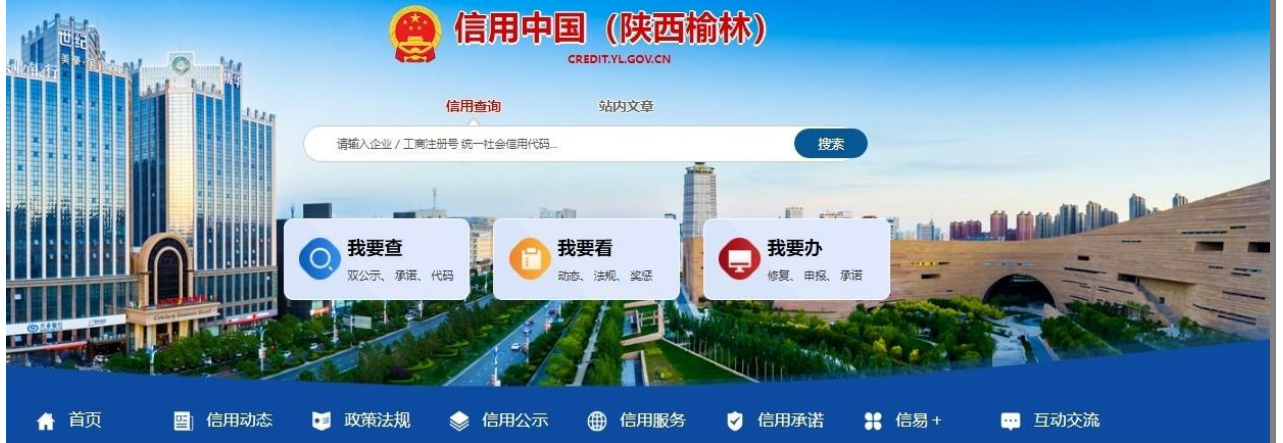 信用中国（陕西榆林）
CREDIT.YL.GOV.CN
信用查询 站内文章
请输入企业 / 工商注册号 统一社会信用代码...
搜索
我要查
双公示、承诺、代码
我要看
动态、法规、奖惩
我要办
修复、申报、承诺
世纪
首页 信用动态 政策法规 信用公示 信用服务 信用承诺 信易 + 互动交流